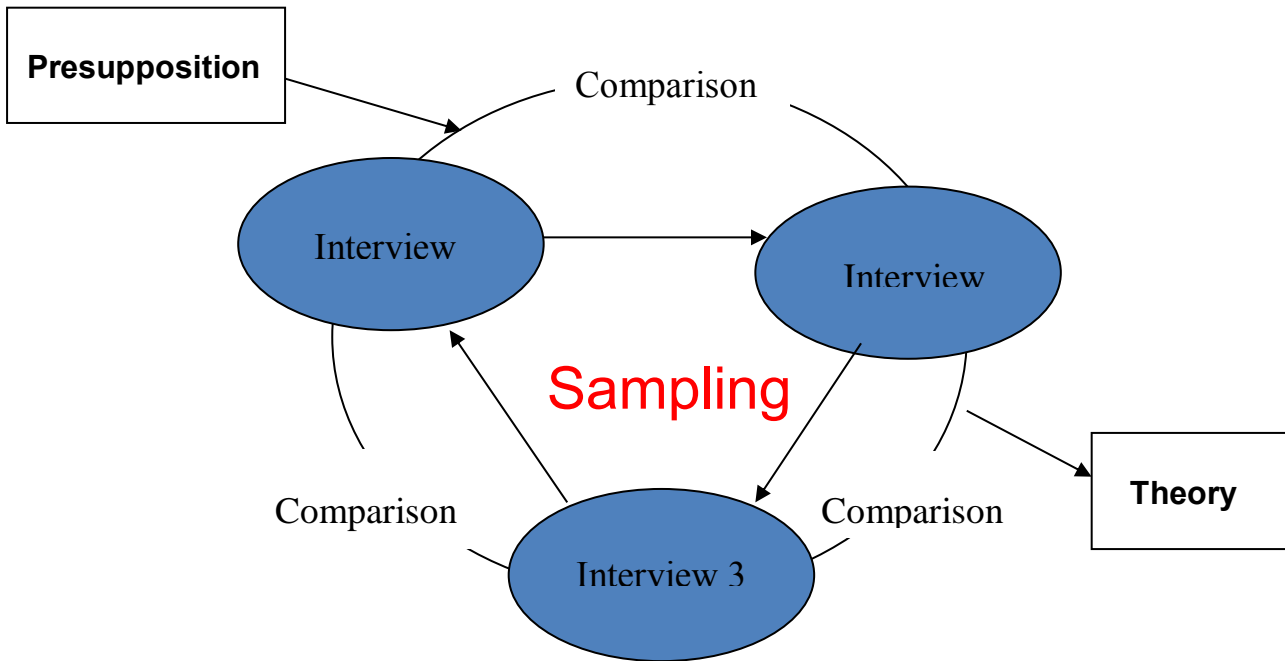 Presupposition
Comparison
Interview
Interview
Sampling
Comparison
Comparison
Theory
Interview 3